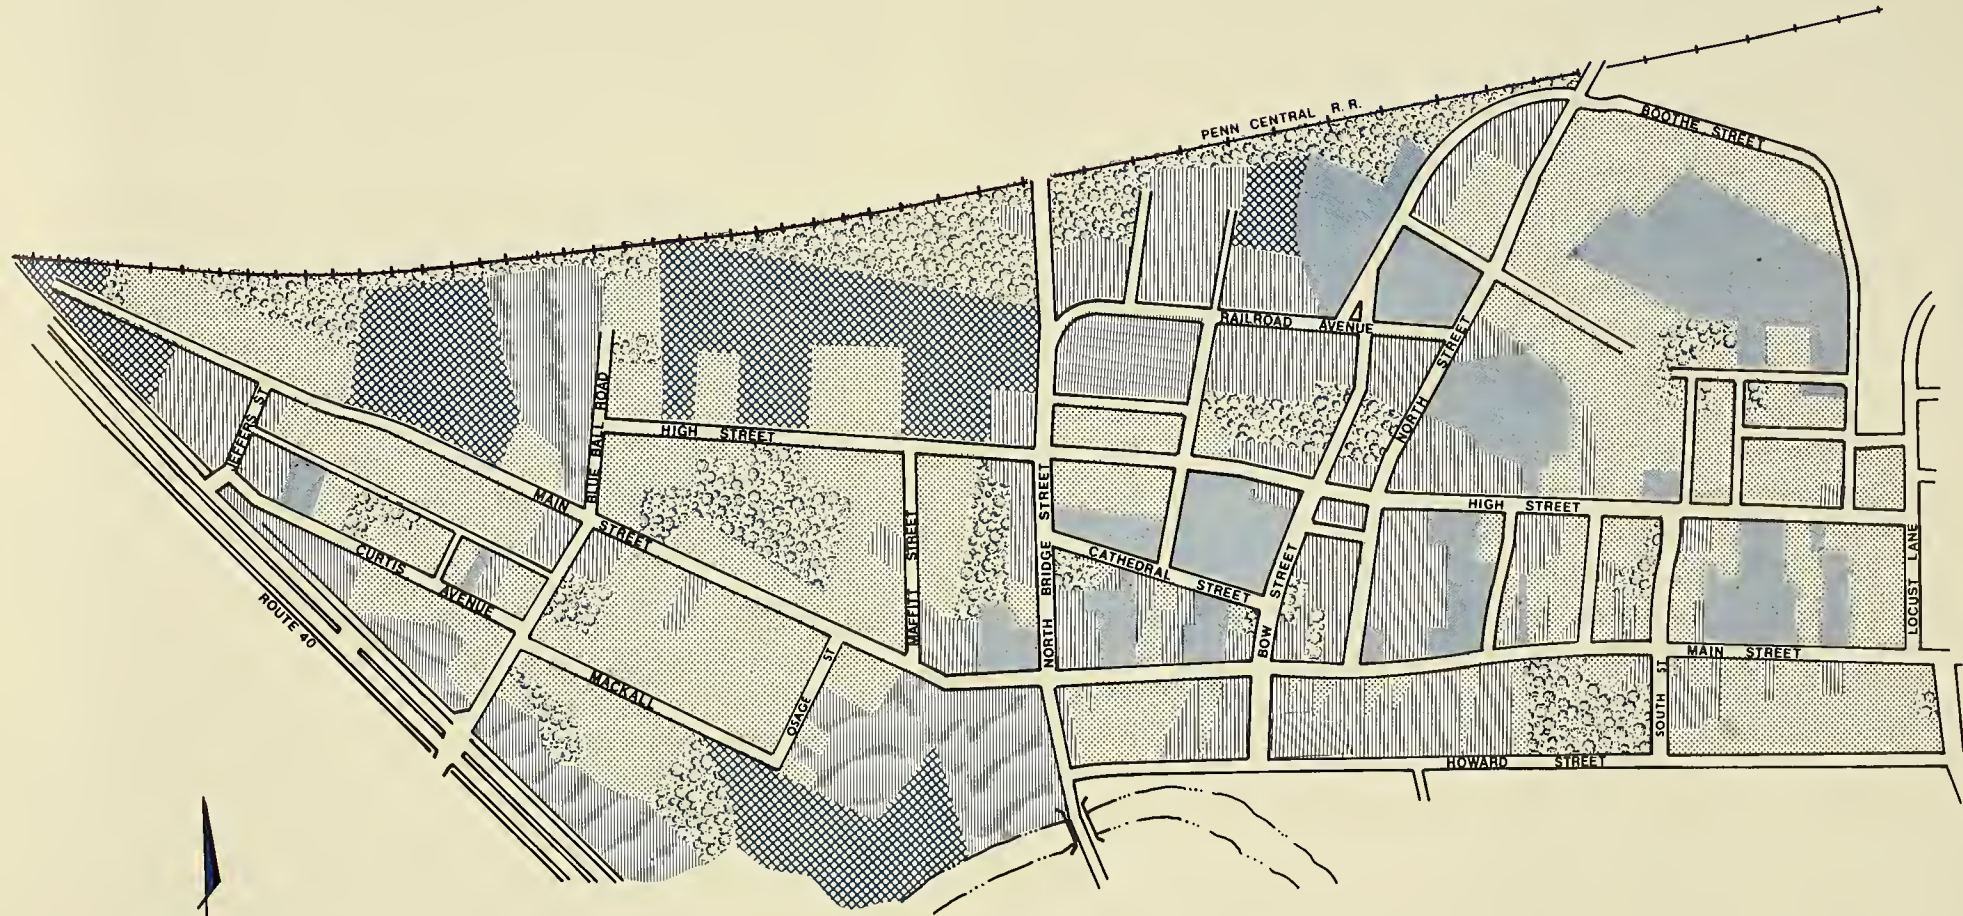 PENN CENTRAL R. R.
BOOTHE STREET
RAILROAD AVENUE
NORTH STREET
JEFFERS ST
BLUE BALL ROAD
HIGH STREET
MAIN STREET
NORTH BRIDGE STREET
HIGH STREET
MAFFITT STREET
CATHEDRAL STREET
BOW STREET
LOCUST LANE
CURTIS AVENUE
ROUTE 40
MAIN STREET
MACKALL
OSAGE ST
SOUTH ST
HOWARD STREET